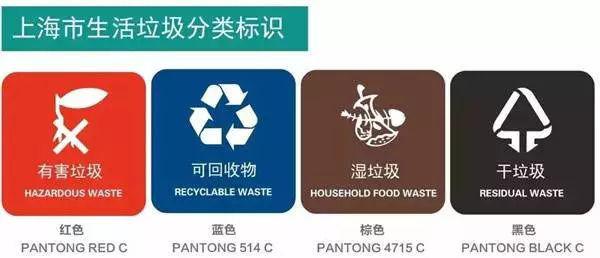 上海市生活垃圾分类标识
有害垃圾
HAZARDOUS WASTE
可回收物
RECYCLABLE WASTE
湿垃圾
HOUSEHOLD FOOD WASTE
干垃圾
RESIDUAL WASTE
红色
PANTONG RED C
蓝色
PANTONG 514 C
棕色
PANTONG 4715 C
黑色
PANTONG BLACK C